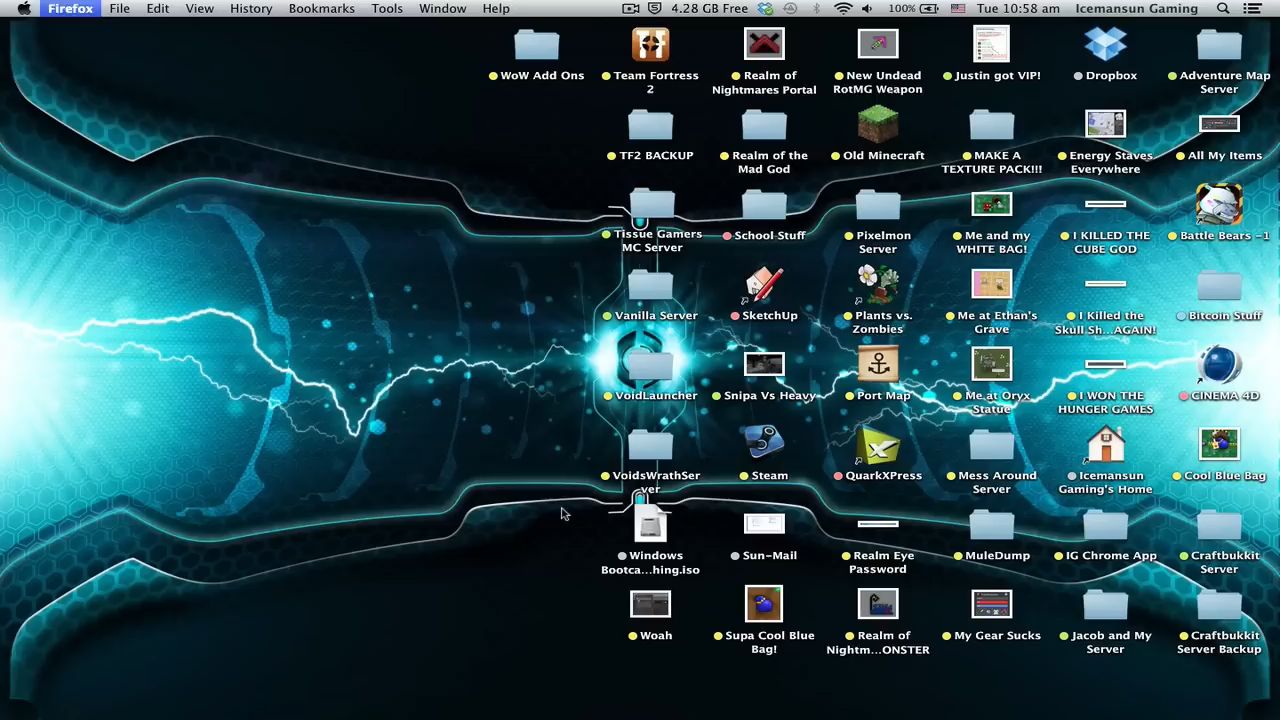 Firefox File Edit View History Bookmarks Tools Window Help 4.28 GB Free 100% Tue 10:58 am Icemansun Gaming
WoW Add Ons
Team Fortress
2
Realm of
Nightmares Portal
New Undead
RotMG Weapon
Justin got VIP!
Dropbox
Adventure Map
Server
TF2 BACKUP
Realm of the
Mad God
Old Minecraft
MAKE A
TEXTURE PACK!!!
Energy Staves
Everywhere
All My Items
Tissue Gamers
MC Server
School Stuff
Pixelmon
Server
Me and my
WHITE BAG!
I KILLED THE
CUBE GOD
Battle Bears -1
Vanilla Server
SketchUp
Plants vs.
Zombies
Me at Ethan's
Grave
I Killed the
Skull Sh...AGAIN!
Bitcoin Stuff
VoidLauncher
Snipa Vs Heavy
Port Map
Me at Oryx
Statue
I WON THE
HUNGER GAMES
CINEMA 4D
VoidsWrathSer
ver
Steam
QuarkXPress
Mess Around
Server
Icemansun
Gaming's Home
Cool Blue Bag
Windows
Bootca...hing.iso
Sun-Mail
Realm Eye
Password
MuleDump
IG Chrome App
Craftbukkit
Server
Woah
Supa Cool Blue
Bag!
Realm of
Nightm...ONSTER
My Gear Sucks
Jacob and My
Server
Craftbukkit
Server Backup